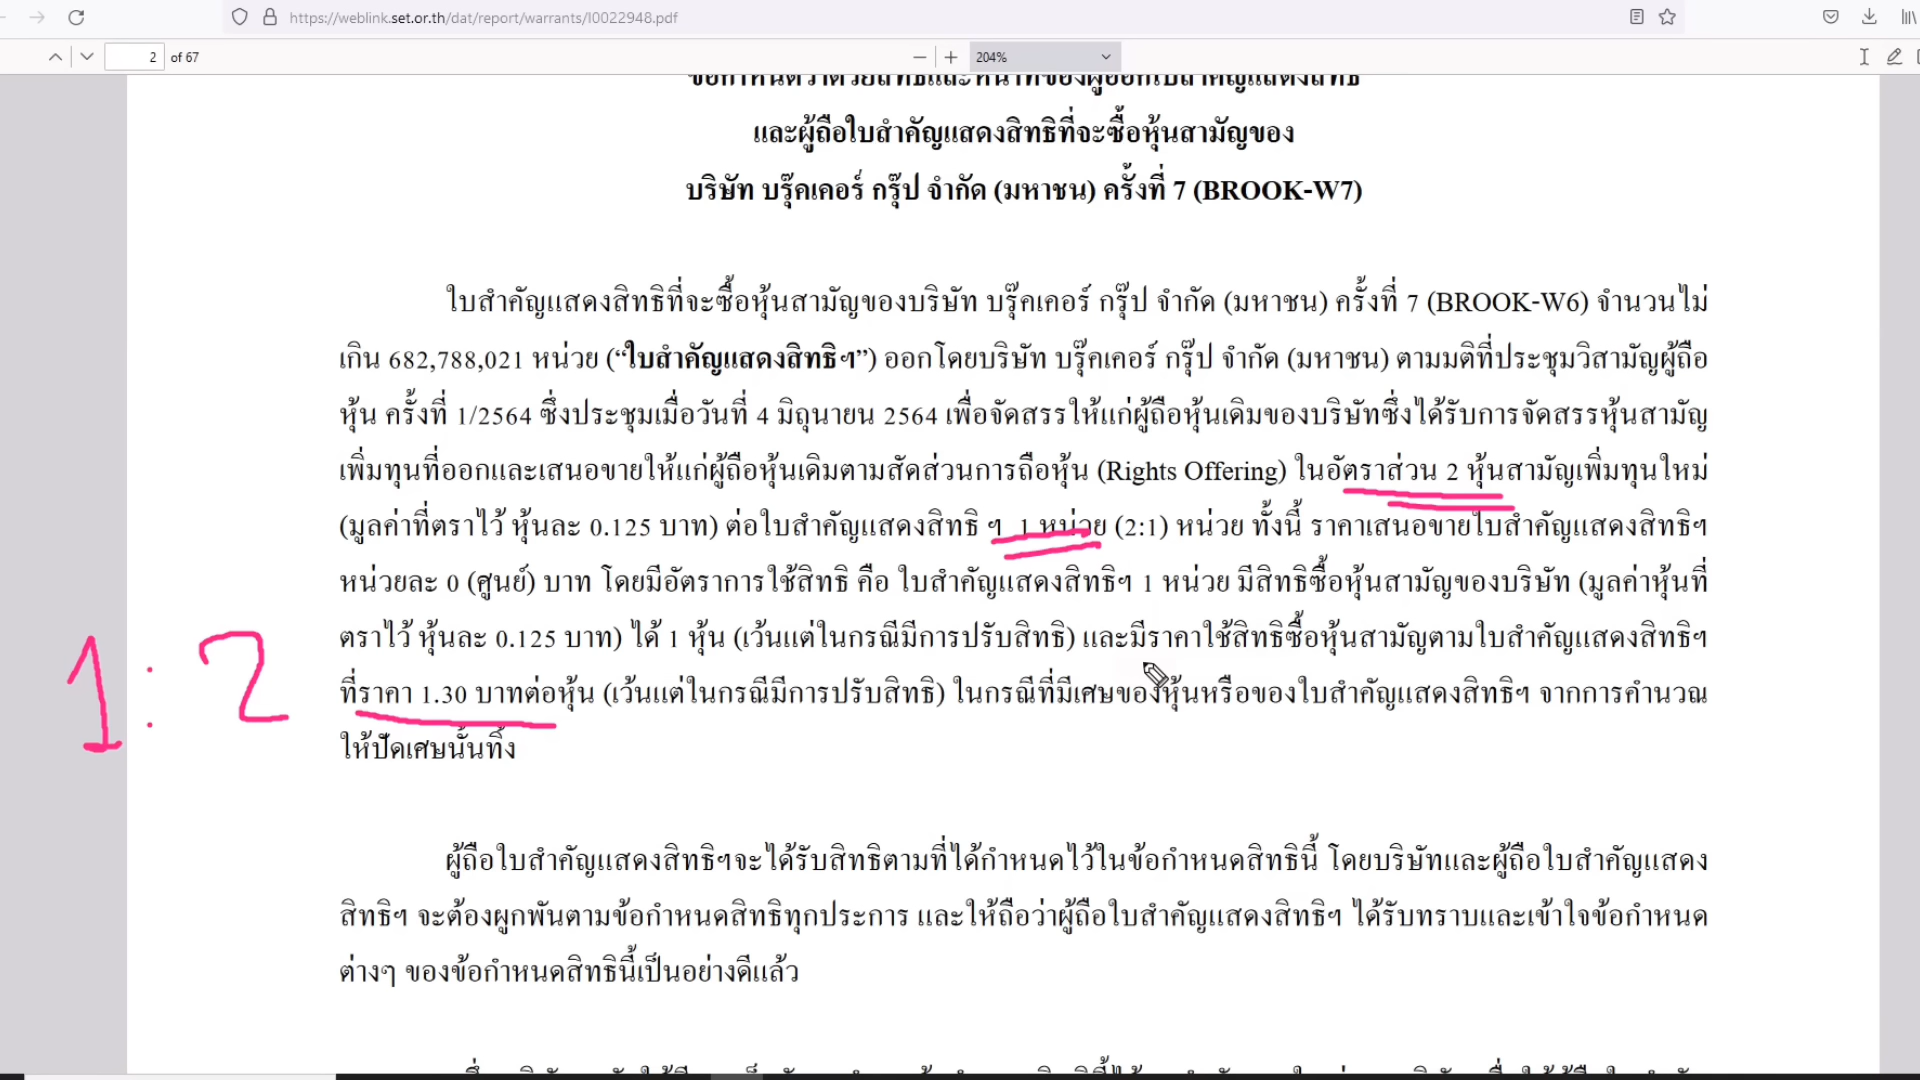 https://weblink.set.or.th/dat/report/warrants/I0022948.pdf
2 of 67
204%
ข้อกำหนดว่าด้วยสิทธิและหน้าที่ของผู้ออกใบสำคัญแสดงสิทธิ
และผู้ถือใบสำคัญแสดงสิทธิที่จะซื้อหุ้นสามัญของ
บริษัท บรุ๊คเคอร์ กรุ๊ป จำกัด (มหาชน) ครั้งที่ 7 (BROOK-W7)
ใบสำคัญแสดงสิทธิที่จะซื้อหุ้นสามัญของบริษัท บรุ๊คเคอร์ กรุ๊ป จำกัด (มหาชน) ครั้งที่ 7 (BROOK-W6) จำนวนไม่
เกิน 682,788,021 หน่วย (“ใบสำคัญแสดงสิทธิฯ”) ออกโดยบริษัท บรุ๊คเคอร์ กรุ๊ป จำกัด (มหาชน) ตามมติที่ประชุมวิสามัญผู้ถือ
หุ้น ครั้งที่ 1/2564 ซึ่งประชุมเมื่อวันที่ 4 มิถุนายน 2564 เพื่อจัดสรรให้แก่ผู้ถือหุ้นเดิมของบริษัทซึ่งได้รับการจัดสรรหุ้นสามัญ
เพิ่มทุนที่ออกและเสนอขายให้แก่ผู้ถือหุ้นเดิมตามสัดส่วนการถือหุ้น (Rights Offering) ในอัตราส่วน 2 หุ้นสามัญเพิ่มทุนใหม่
(มูลค่าที่ตราไว้ หุ้นละ 0.125 บาท) ต่อใบสำคัญแสดงสิทธิ ฯ 1 หน่วย (2:1) หน่วย ทั้งนี้ ราคาเสนอขายใบสำคัญแสดงสิทธิฯ
หน่วยละ 0 (ศูนย์) บาท โดยมีอัตราการใช้สิทธิ คือ ใบสำคัญแสดงสิทธิฯ 1 หน่วย มีสิทธิซื้อหุ้นสามัญของบริษัท (มูลค่าหุ้นที่
ตราไว้ หุ้นละ 0.125 บาท) ได้ 1 หุ้น (เว้นแต่ในกรณีมีการปรับสิทธิ) และมีราคาใช้สิทธิซื้อหุ้นสามัญตามใบสำคัญแสดงสิทธิฯ
1 : 2
ที่ราคา 1.30 บาทต่อหุ้น (เว้นแต่ในกรณีมีการปรับสิทธิ) ในกรณีที่มีเศษของหุ้นหรือของใบสำคัญแสดงสิทธิฯ จากการคำนวณ
ให้ปัดเศษนั้นทิ้ง
ผู้ถือใบสำคัญแสดงสิทธิฯจะได้รับสิทธิตามที่ได้กำหนดไว้ในข้อกำหนดสิทธินี้ โดยบริษัทและผู้ถือใบสำคัญแสดง
สิทธิฯ จะต้องผูกพันตามข้อกำหนดสิทธิทุกประการ และให้ถือว่าผู้ถือใบสำคัญแสดงสิทธิฯ ได้รับทราบและเข้าใจข้อกำหนด
ต่างๆ ของข้อกำหนดสิทธินี้เป็นอย่างดีแล้ว